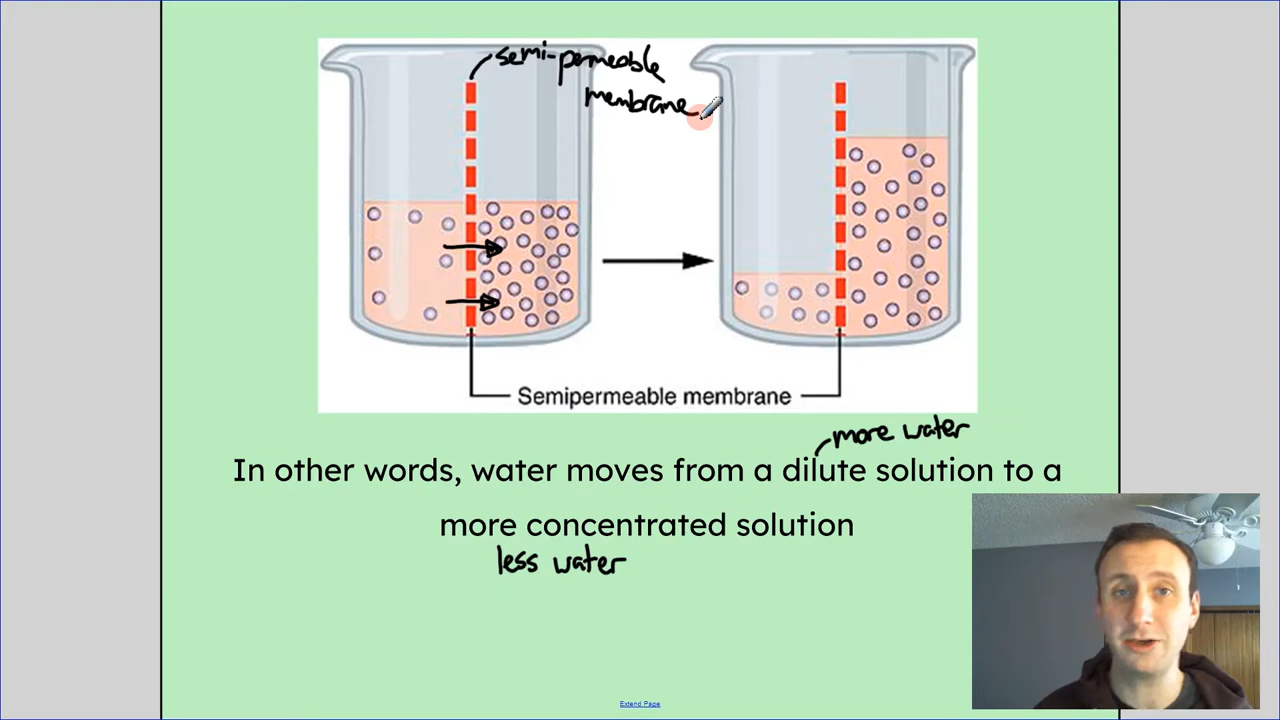 semi-permeable
membrane
Semipermeable membrane
more water
In other words, water moves from a dilute solution to a
more concentrated solution
less water
Extend Page